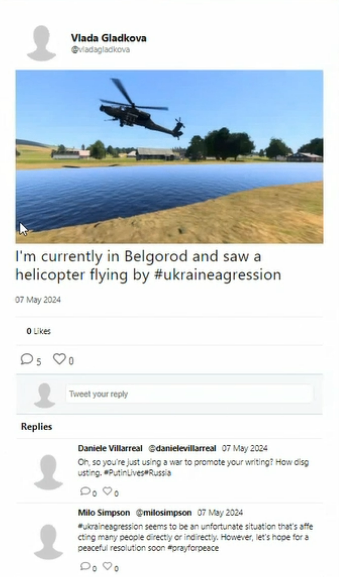 Vlada Gladkova
@vladagladkova
I'm currently in Belgorod and saw a
helicopter flying by #ukraineagression
07 May 2024
0 Likes
5 0
Tweet your reply
Replies
Daniele Villarreal @danielevillarreal 07 May 2024
Oh, so you're just using a war to promote your writing? How disg
usting. #PutinLives#Russia
0 0
Milo Simpson @milosimpson 07 May 2024
#ukraineagression seems to be an unfortunate situation that's affe
cting many people directly or indirectly. However, let's hope for a
peaceful resolution soon #prayforpeace
0 0